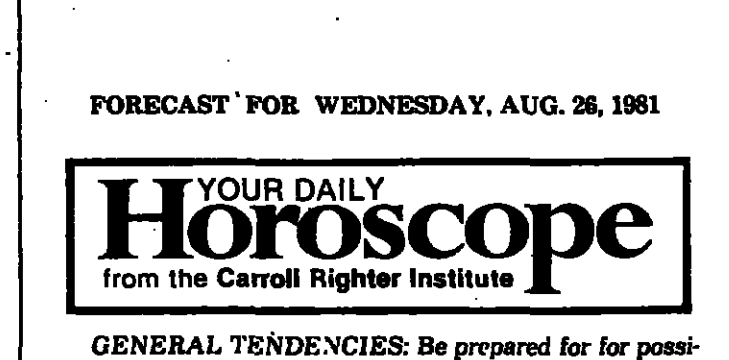 FORECAST FOR WEDNESDAY, AUG. 26, 1981
YOUR DAILY
Horoscope
from the Carroll Righter Institute
GENERAL TENDENCIES: Be prepared for for possi-